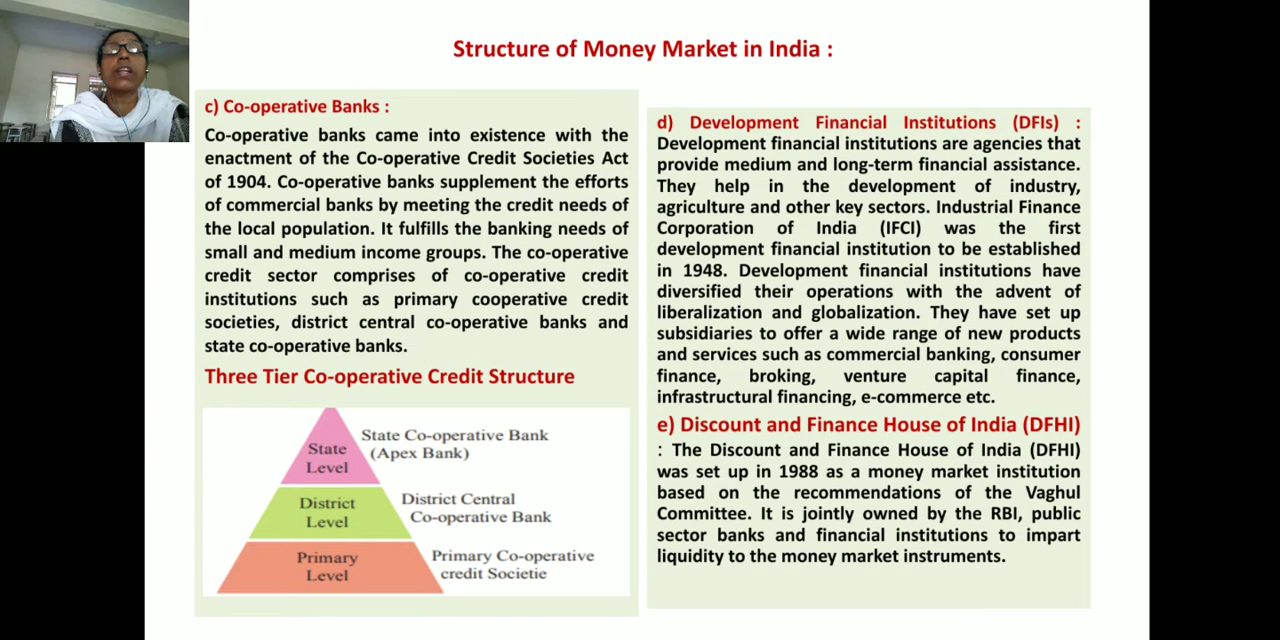 Structure of Money Market in India :
c) Co-operative Banks :
Co-operative banks came into existence with the
enactment of the Co-operative Credit Societies Act
of 1904. Co-operative banks supplement the efforts
of commercial banks by meeting the credit needs of
the local population. It fulfills the banking needs of
small and medium income groups. The co-operative
credit sector comprises of co-operative credit
institutions such as primary cooperative credit
societies, district central co-operative banks and
state co-operative banks.
Three Tier Co-operative Credit Structure
State
Level
State Co-operative Bank
(Apex Bank)
District
Level
District Central
Co-operative Bank
Primary
Level
Primary Co-operative
credit Societie
d) Development Financial Institutions (DFIs) :
Development financial institutions are agencies that
provide medium and long-term financial assistance.
They help in the development of industry,
agriculture and other key sectors. Industrial Finance
Corporation of India (IFCI) was the first
development financial institution to be established
in 1948. Development financial institutions have
diversified their operations with the advent of
liberalization and globalization. They have set up
subsidiaries to offer a wide range of new products
and services such as commercial banking, consumer
finance, broking, venture capital finance,
infrastructural financing, e-commerce etc.
e) Discount and Finance House of India (DFHI)
: The Discount and Finance House of India (DFHI)
was set up in 1988 as a money market institution
based on the recommendations of the Vaghul
Committee. It is jointly owned by the RBI, public
sector banks and financial institutions to impart
liquidity to the money market instruments.